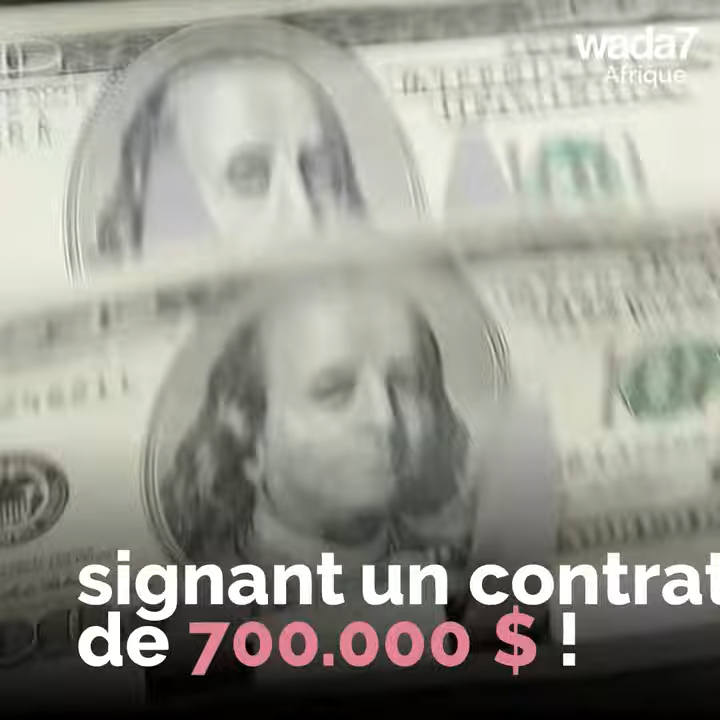 wada7
Afrique
signant un contrat
de 700.000 $ !